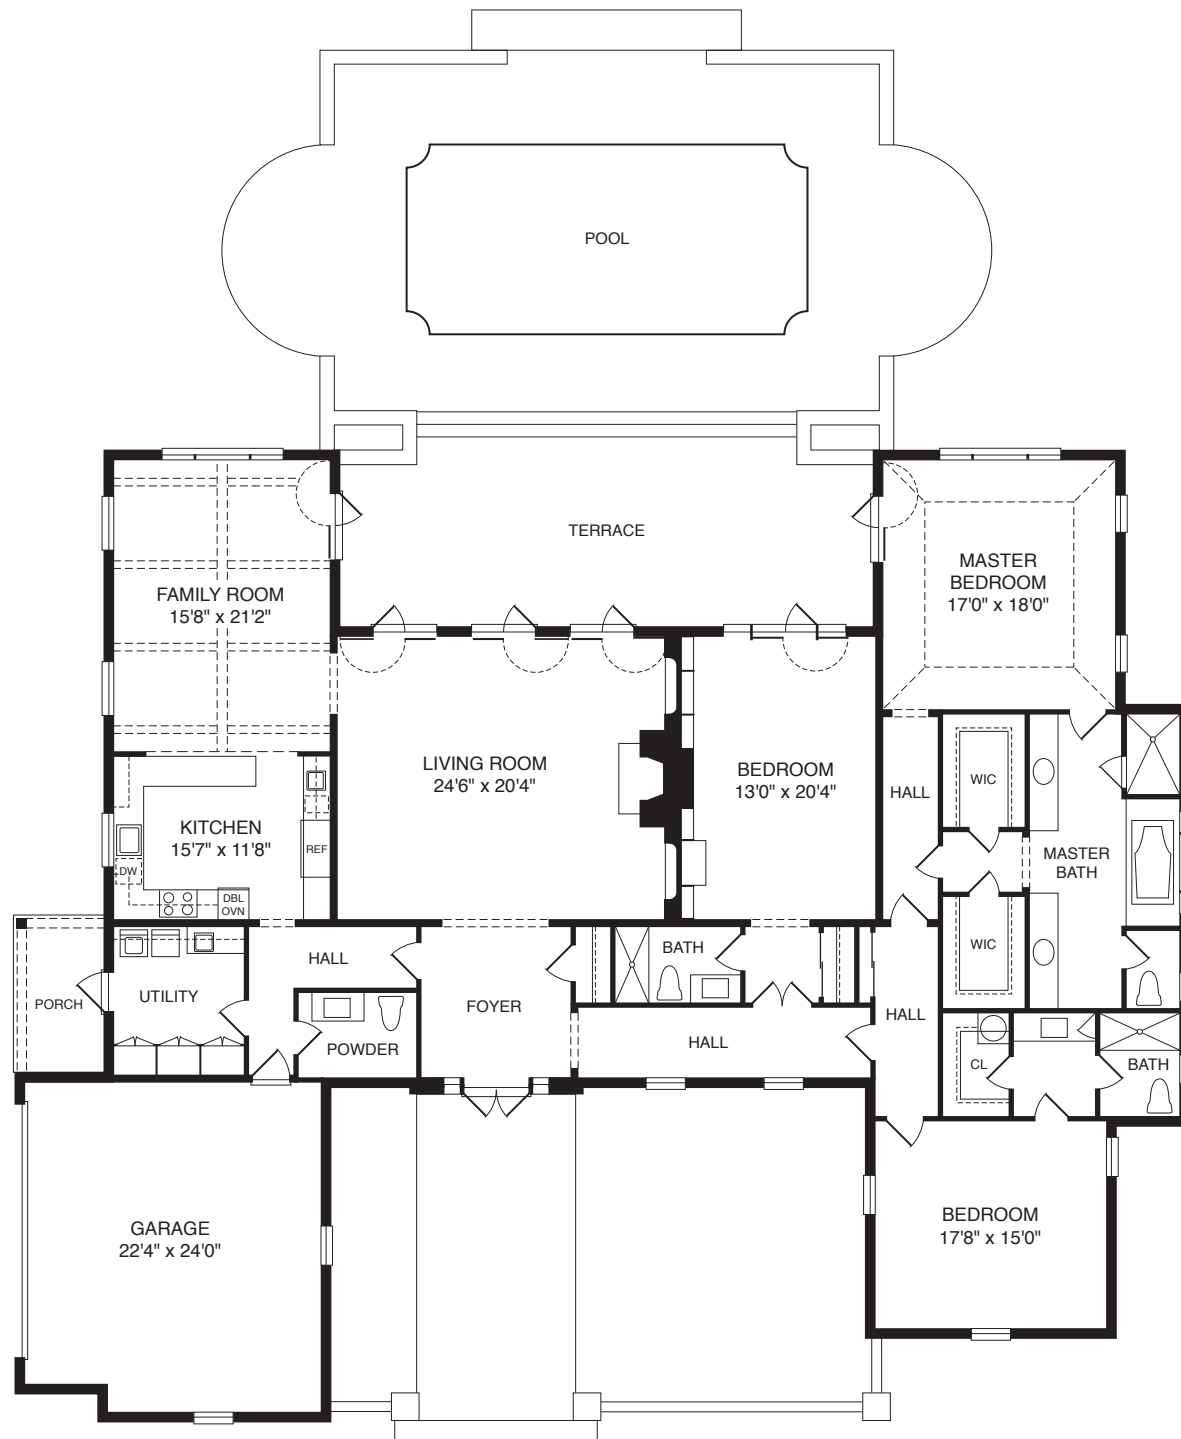 POOL
TERRACE
FAMILY ROOM
15'8" x 21'2"
MASTER
BEDROOM
17'0" x 18'0"
LIVING ROOM
24'6" x 20'4"
BEDROOM
13'0" x 20'4"
HALL
WIC
KITCHEN
15'7" x 11'8"
REF
DW
DBL
OVN
MASTER
BATH
WIC
HALL
BATH
PORCH
UTILITY
FOYER
HALL
POWDER
HALL
CL
BATH
GARAGE
22'4" x 24'0"
BEDROOM
17'8" x 15'0"